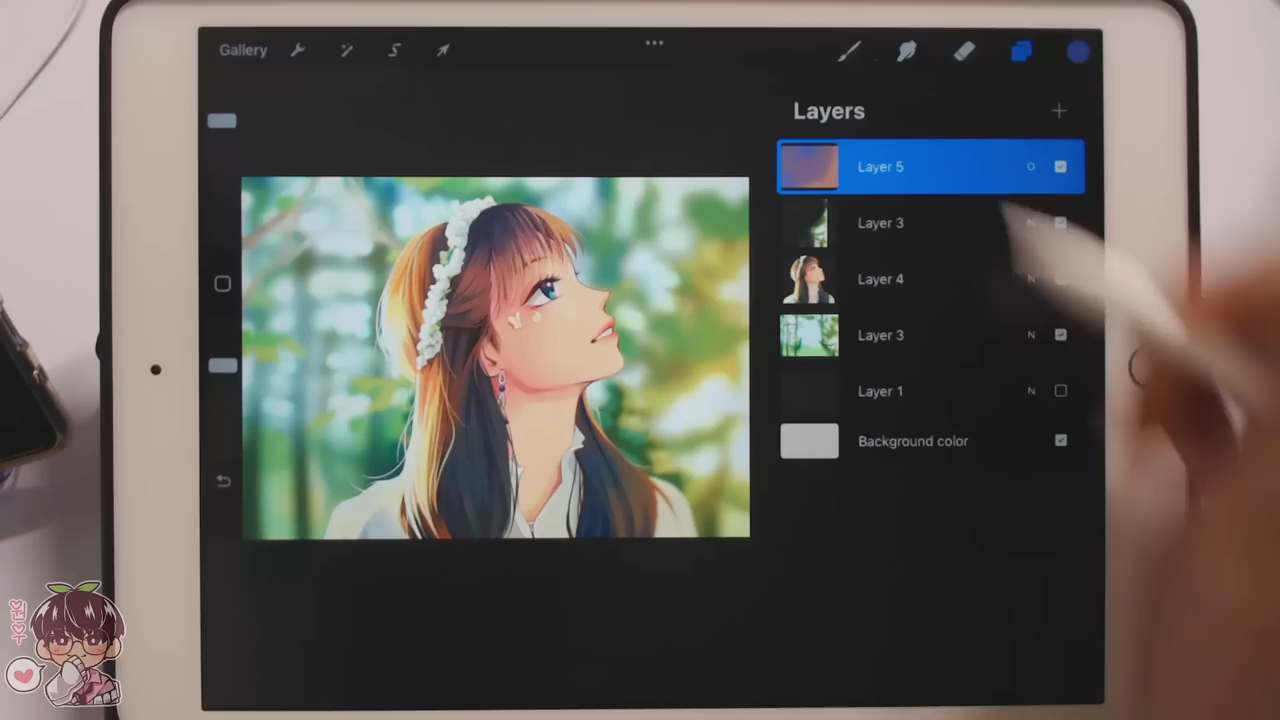 Gallery
Layers
Layer 5
O
Layer 3
N
Layer 4
N
Layer 3
N
Layer 1
N
Background color